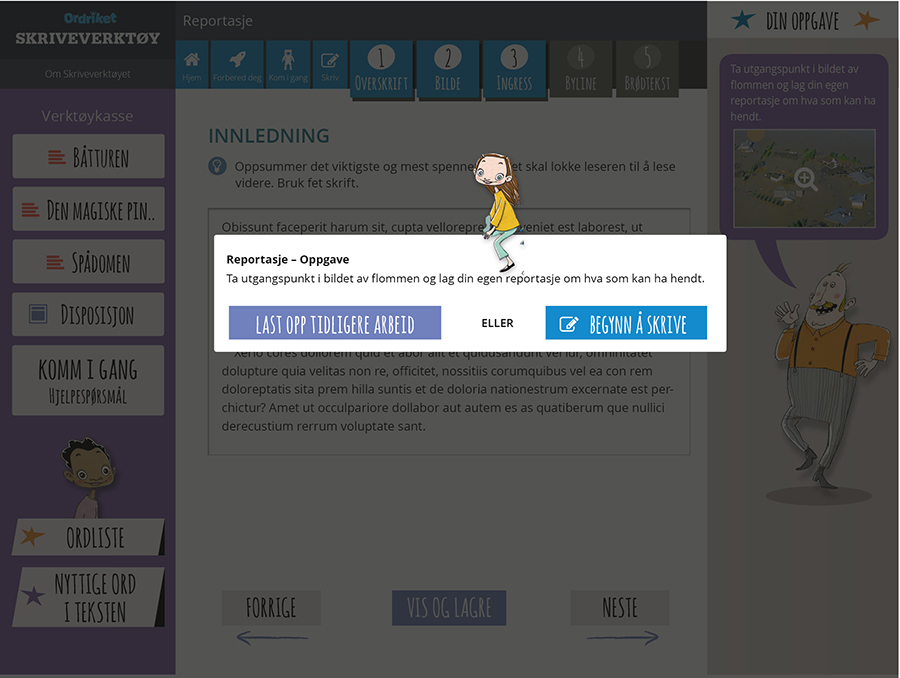 Ordriket
SKRIVEVERKTØY
Om Skriveverktøyet
Verktøykasse
BÅTTUREN
DEN MAGISKE PIN..
SPÅDOMEN
DISPOSISJON
KOMM I GANG
HJELPESPØRSMÅL
ORDLISTE
NYTTIGE ORD
I TEKSTEN
Reportasje
Hjem
Forbered deg
Kom i gang
Skriv
1
OVERSKRIFT
2
BILDE
3
INGRESS
4
BYLINE
5
BRØDTEKST
INNLEDNING
Oppsummer det viktigste og mest spenne et skal lokke leseren til å lese
videre. Bruk fet skrift.
Obissunt faceperit harum sit, cupta vellorepre eniet est laborest, ut
Reportasje – Oppgave
Ta utgangspunkt i bildet av flommen og lag din egen reportasje om hva som kan ha hendt.
LAST OPP TIDLIGERE ARBEID
ELLER
BEGYNN Å SKRIVE
Xeno cores dollorem quid et abor alit et quidusandunt vel iur, omnihitatet
dolupture quia velitas non re, officitet, nossitiis corumquibus vel ea con rem
doloreptatis sita prem hilla suntis et de doloria nationestrum excernate est per-
chictur? Amet ut occulpariore dollabor aut autem es as quatiberum que nullici
derecustium rerrum voluptate sant.
FORRIGE
VIS OG LAGRE
NESTE
DIN OPPGAVE
Ta utgangspunkt i bildet av
flommen og lag din egen
reportasje om hva som kan ha
hendt.